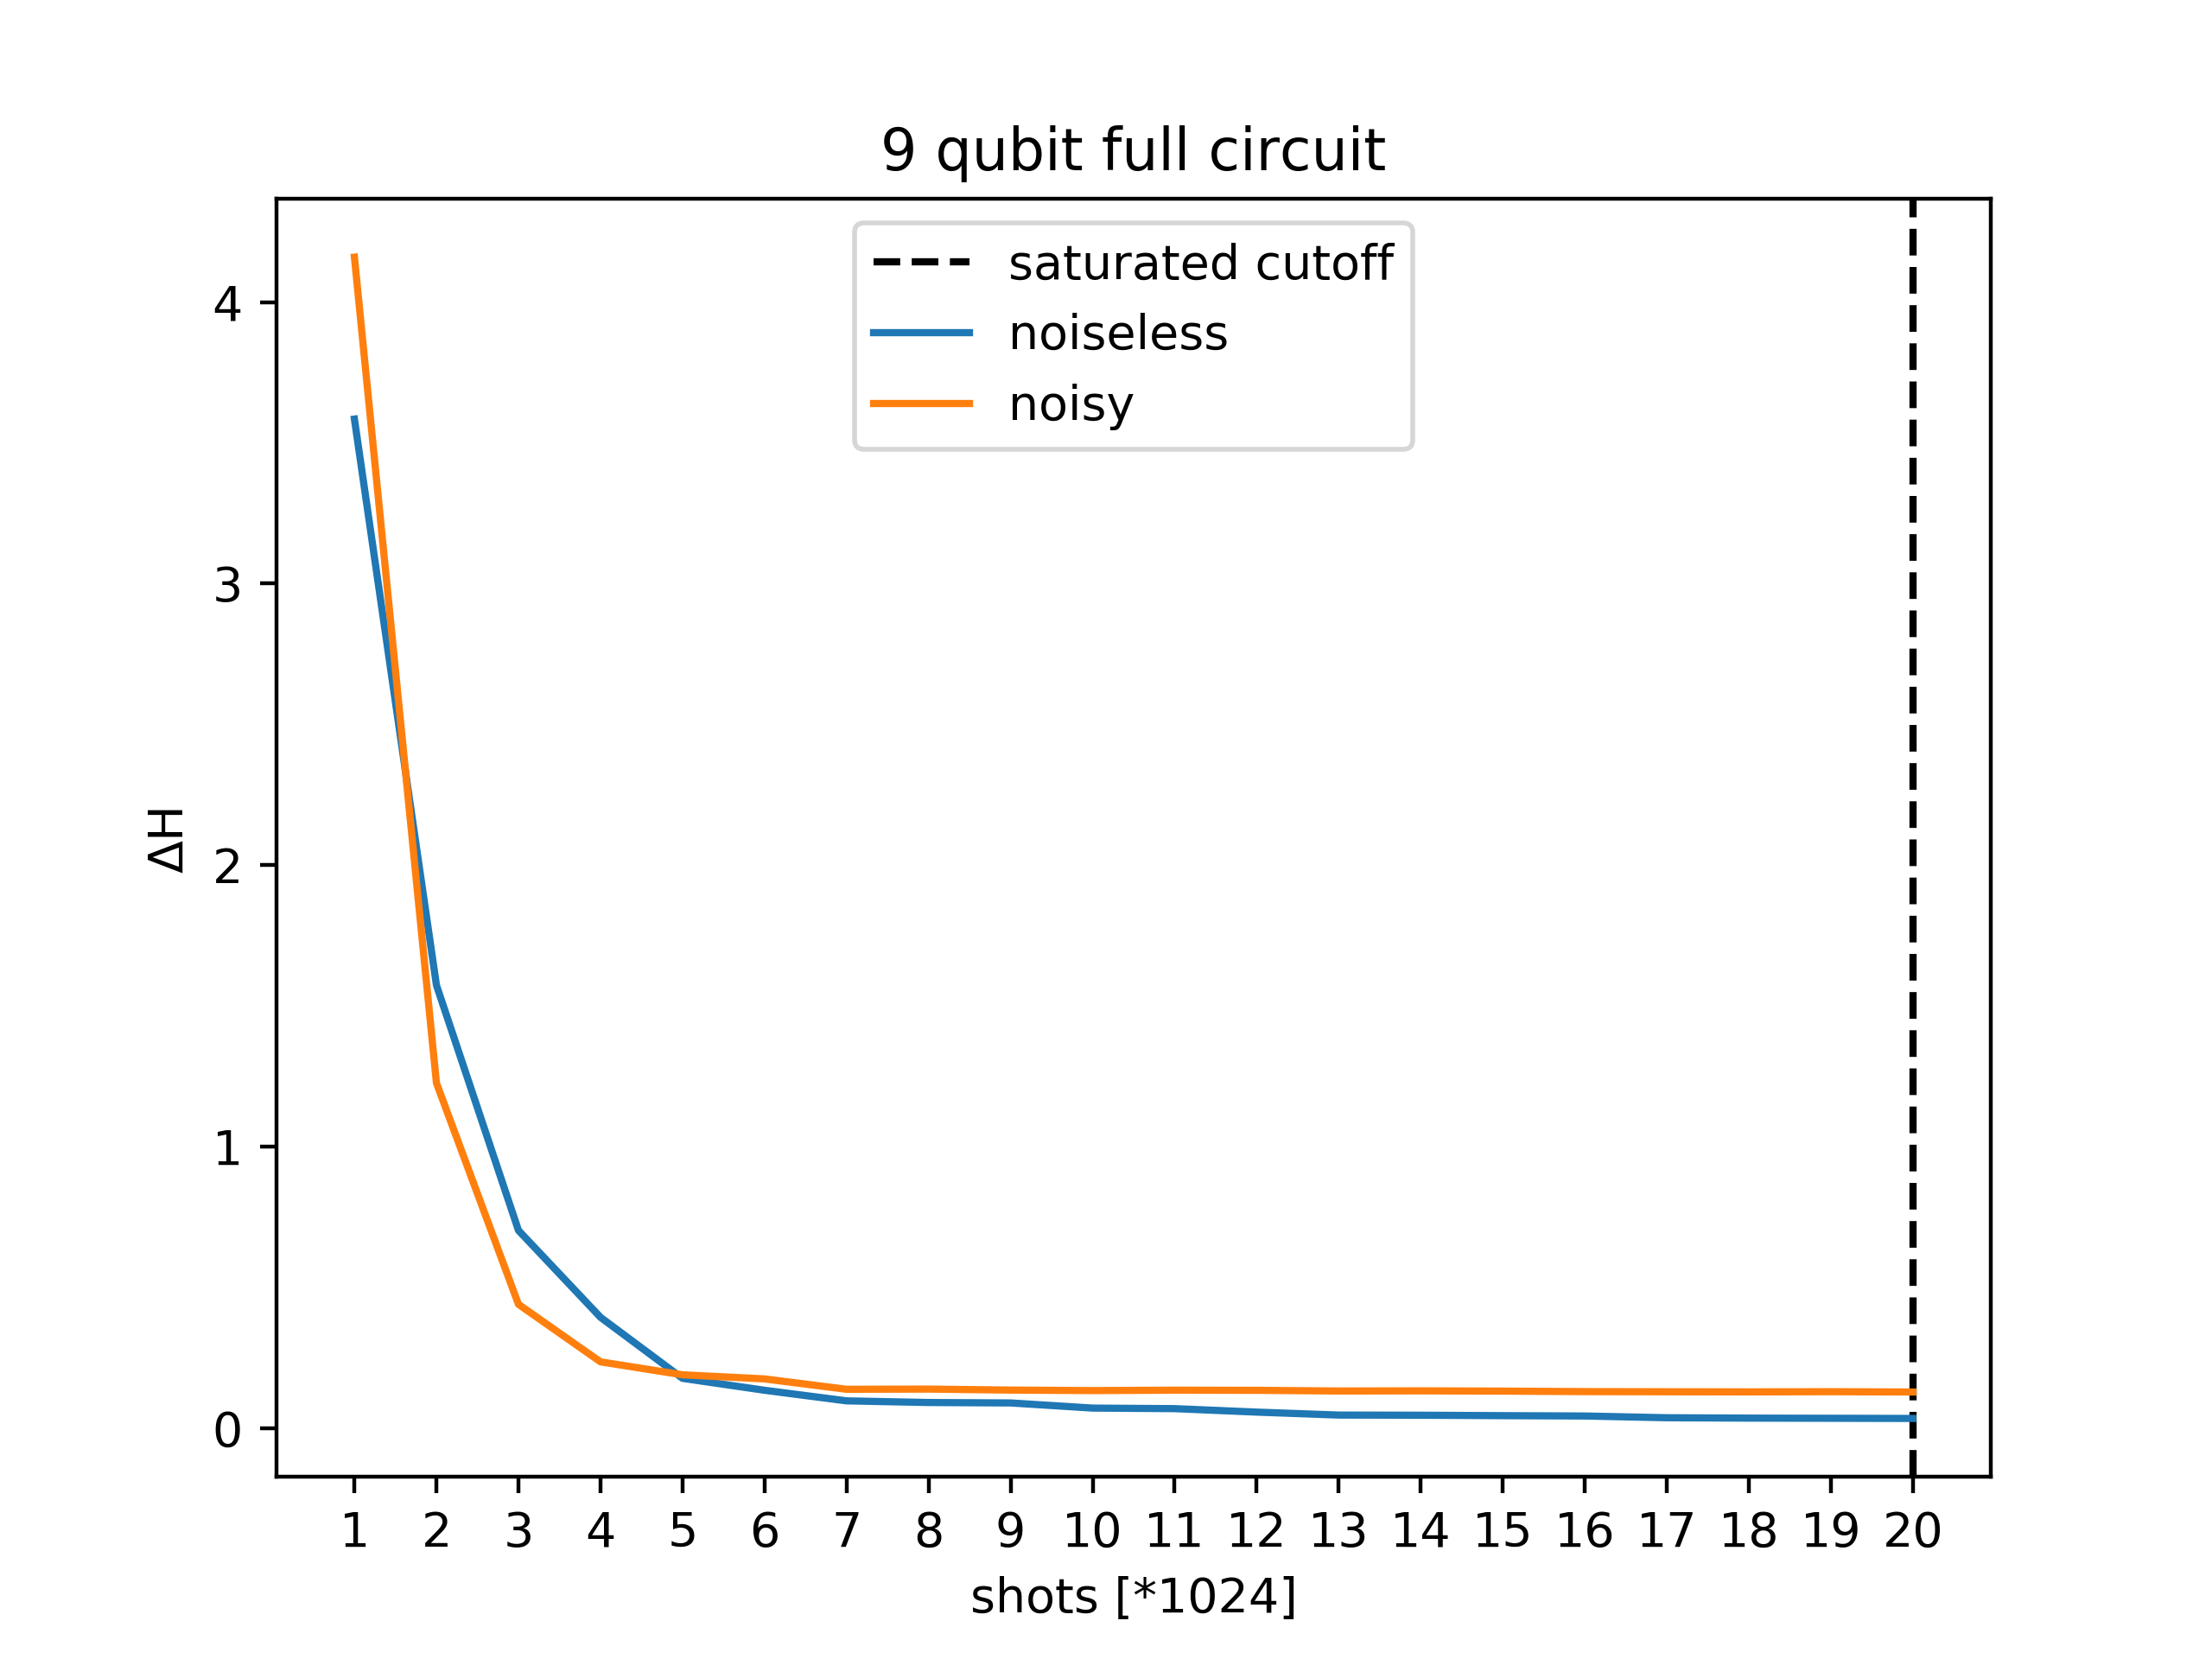 9 qubit full circuit
saturated cutoff
noiseless
noisy
ΔH
4
3
2
1
0
1 2 3 4 5 6 7 8 9 10 11 12 13 14 15 16 17 18 19 20
shots [*1024]